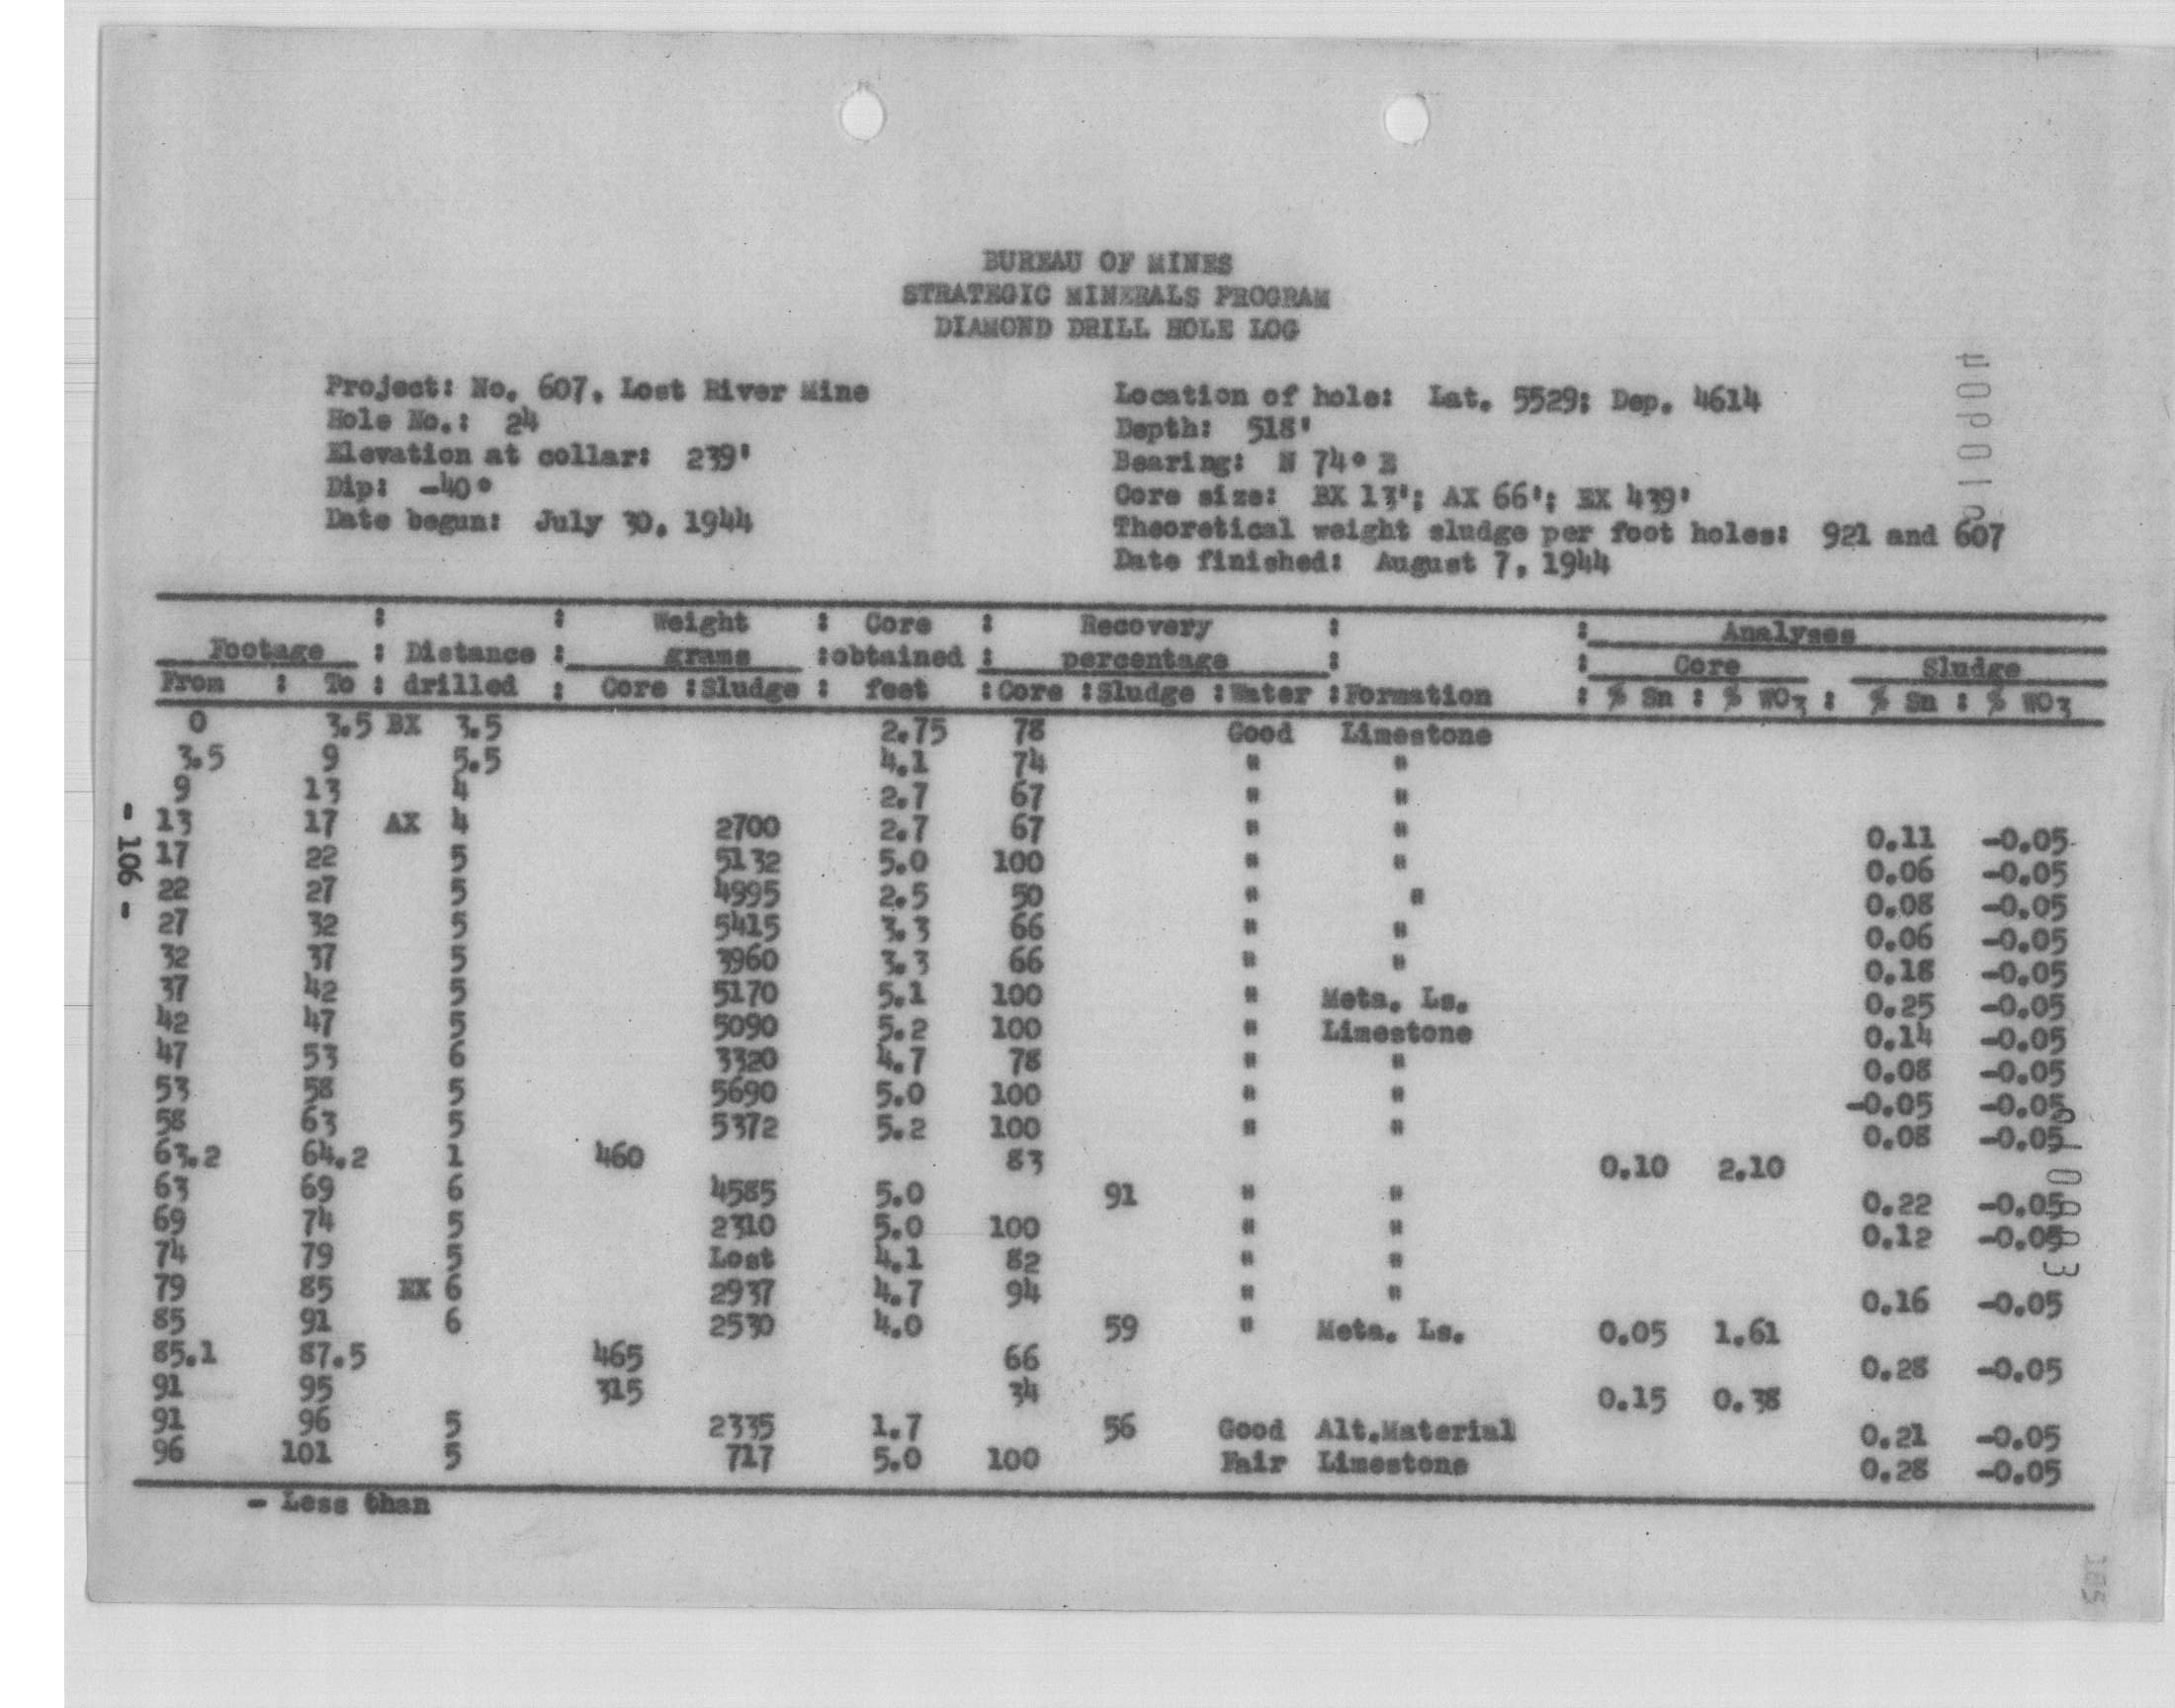 BUREAU OF MINES
STRATEGIC MINERALS PROGRAM
DIAMOND DRILL HOLE LOG
Project: No. 607, Lost River Mine
Hole No.: 24
Elevation at collar: 239'
Dip: -40°
Date begun: July 30, 1944
Location of hole: Lat. 5529; Dep. 4614
Depth: 518'
Bearing: N 74° E
Core size: BX 13'; AX 66'; EX 439'
Theoretical weight sludge per foot holes: 921 and 607
Date finished: August 7, 1944
: : Weight : Core : Recovery : : Analyses
Footage : Distance : grams :obtained : percentage : : Core Sludge
From : To : drilled : Core :Sludge : feet :Core :Sludge :Water :Formation : % Sn : % WO3 : % Sn : % WO3
0 3.5 BX 3.5 2.75 78 Good Limestone
3.5 9 5.5 4.1 74 " "
9 13 4 2.7 67 " "
13 17 AX 4 2700 2.7 67 " " 0.11 -0.05
17 22 5 5132 5.0 100 " " 0.06 -0.05
22 27 5 4995 2.5 50 " " 0.08 -0.05
27 32 5 5415 3.3 66 " " 0.06 -0.05
32 37 5 3960 3.3 66 " " 0.18 -0.05
37 42 5 5170 5.1 100 " Meta. Ls. 0.25 -0.05
42 47 5 5090 5.2 100 " Limestone 0.14 -0.05
47 53 6 3320 4.7 78 " " 0.08 -0.05
53 58 5 5690 5.0 100 " " -0.05 -0.05
58 63 5 5372 5.2 100 " " 0.08 -0.05
63.2 64.2 1 460 83 0.10 2.10
63 69 6 4585 5.0 91 " " 0.22 -0.05
69 74 5 2310 5.0 100 " " 0.12 -0.05
74 79 5 Lost 4.1 82 " "
79 85 EX 6 2937 4.7 94 " " 0.16 -0.05
85 91 6 2530 4.0 59 " Meta. Ls. 0.05 1.61
85.1 87.5 465 66 0.28 -0.05
91 95 315 34 0.15 0.38
91 96 5 2335 1.7 56 Good Alt.Material 0.21 -0.05
96 101 5 717 5.0 100 Fair Limestone 0.28 -0.05
- Less than
- 106 -